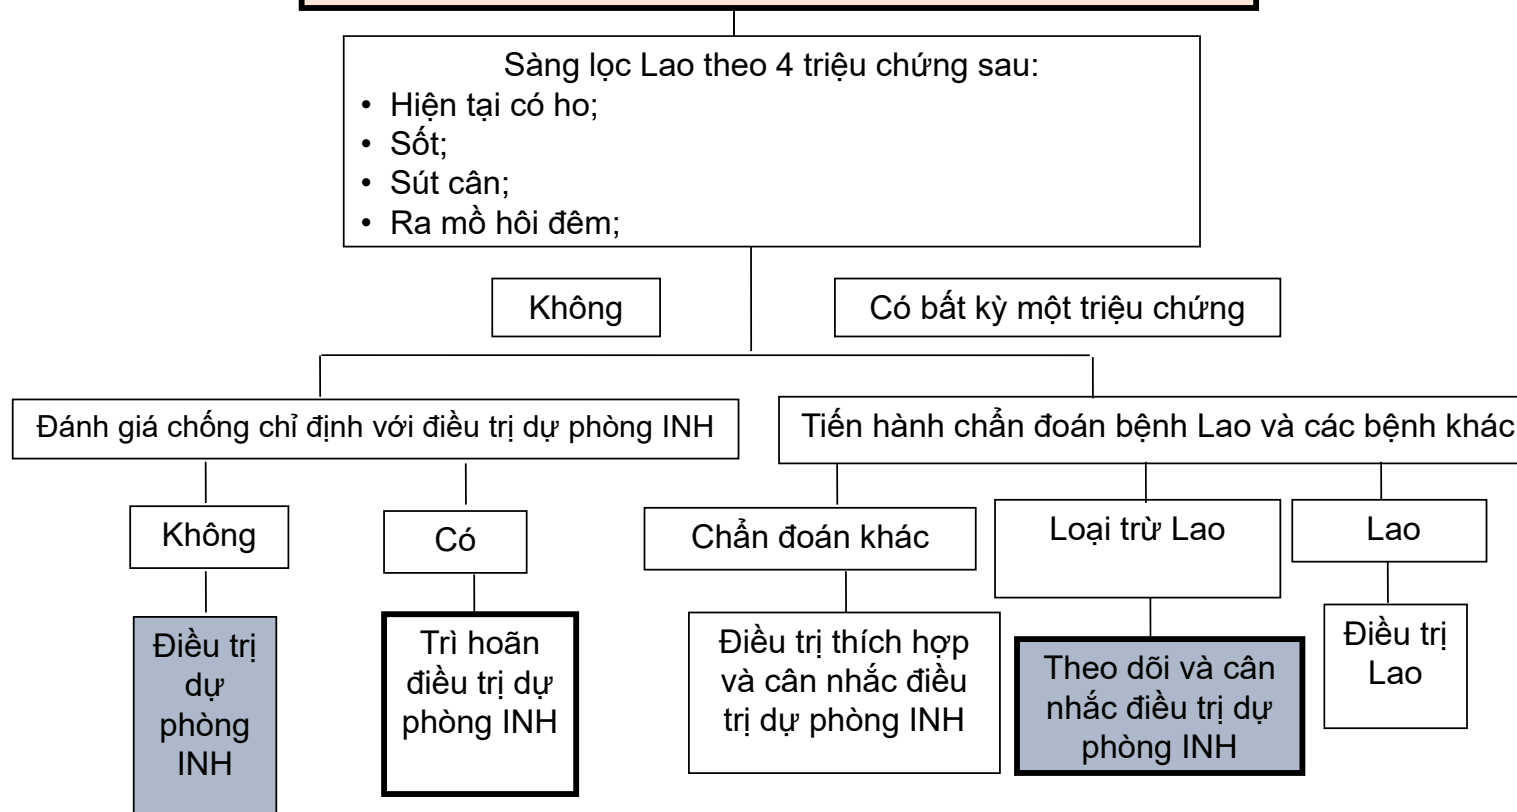 Sàng lọc Lao theo 4 triệu chứng sau:
• Hiện tại có ho;
• Sốt;
• Sút cân;
• Ra mồ hôi đêm;
Không
Có bất kỳ một triệu chứng
Đánh giá chống chỉ định với điều trị dự phòng INH
Tiến hành chẩn đoán bệnh Lao và các bệnh khác
Không
Có
Chẩn đoán khác
Loại trừ Lao
Lao
Điều trị
dự
phòng
INH
Trì hoãn
điều trị dự
phòng INH
Điều trị thích hợp
và cân nhắc điều
trị dự phòng INH
Theo dõi và cân
nhắc điều trị dự
phòng INH
Điều trị
Lao